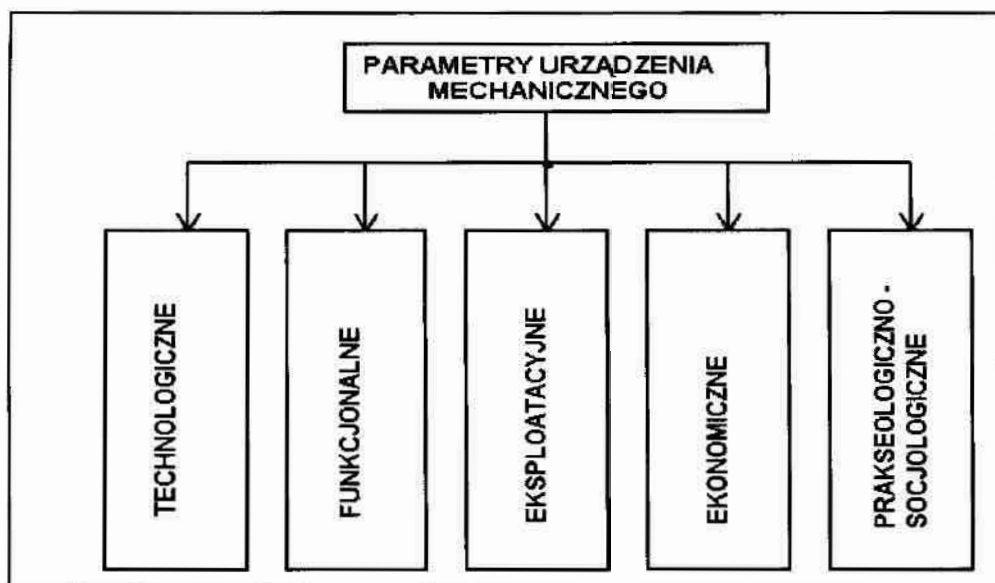 PARAMETRY URZĄDZENIA
MECHANICZNEGO
TECHNOLOGICZNE
FUNKCJONALNE
EKSPLOATACYJNE
EKONOMICZNE
PRAKSEOLOGICZNO -
SOCJOLOGICZNE